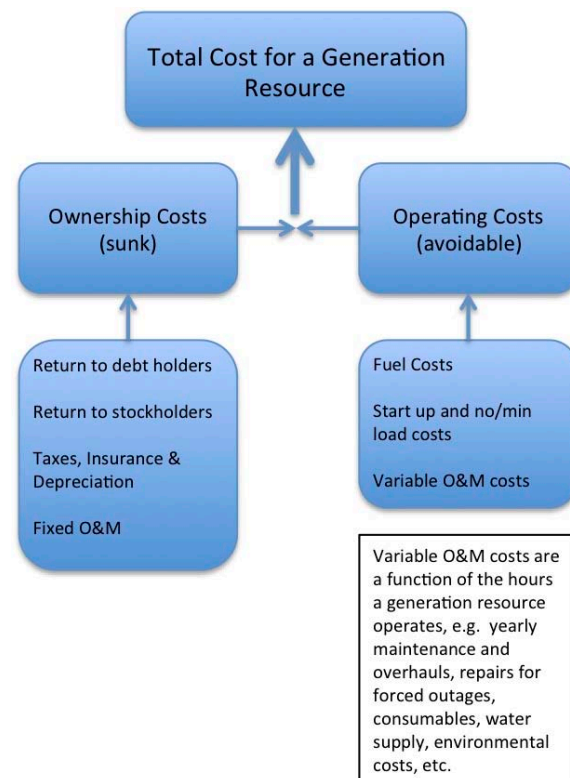 Total Cost for a Generation
Resource
Ownership Costs
(sunk)
Operating Costs
(avoidable)
Return to debt holders
Return to stockholders
Taxes, Insurance &
Depreciation
Fixed O&M
Fuel Costs
Start up and no/min
load costs
Variable O&M costs
Variable O&M costs are
a function of the hours
a generation resource
operates, e.g. yearly
maintenance and
overhauls, repairs for
forced outages,
consumables, water
supply, environmental
costs, etc.